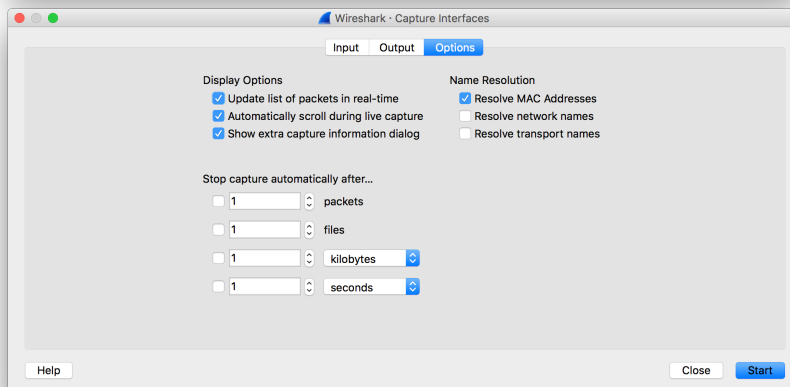 Wireshark · Capture Interfaces
Input Output Options
Display Options
Update list of packets in real-time
Automatically scroll during live capture
Show extra capture information dialog
Name Resolution
Resolve MAC Addresses
Resolve network names
Resolve transport names
Stop capture automatically after...
1 packets
1 files
1 kilobytes
1 seconds
Help Close Start